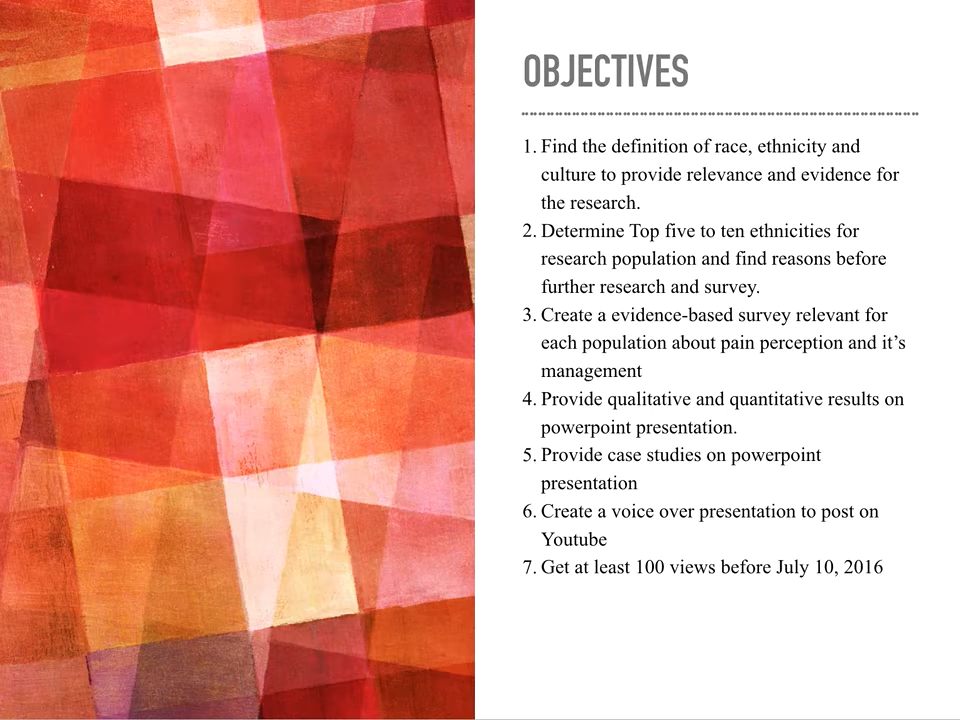 OBJECTIVES
1. Find the definition of race, ethnicity and
culture to provide relevance and evidence for
the research.
2. Determine Top five to ten ethnicities for
research population and find reasons before
further research and survey.
3. Create a evidence-based survey relevant for
each population about pain perception and it’s
management
4. Provide qualitative and quantitative results on
powerpoint presentation.
5. Provide case studies on powerpoint
presentation
6. Create a voice over presentation to post on
Youtube
7. Get at least 100 views before July 10, 2016